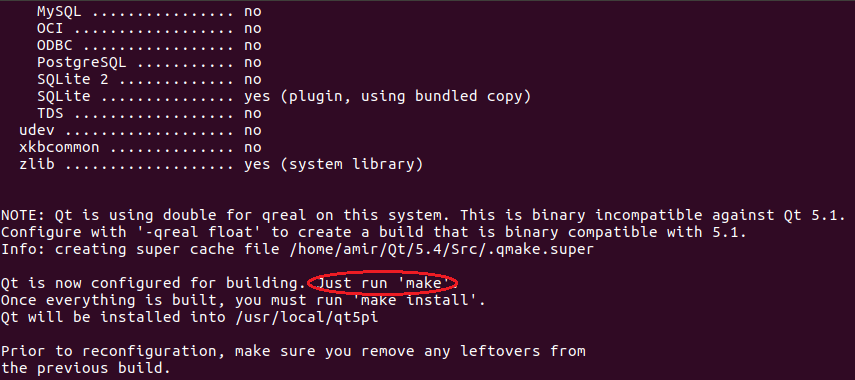 MySQL ................ no
OCI .................. no
ODBC ................. no
PostgreSQL ........... no
SQLite 2 ............. no
SQLite ............... yes (plugin, using bundled copy)
TDS .................. no
udev ................... no
xkbcommon .............. no
zlib ................... yes (system library)
NOTE: Qt is using double for qreal on this system. This is binary incompatible against Qt 5.1.
Configure with '-qreal float' to create a build that is binary compatible with 5.1.
Info: creating super cache file /home/amir/Qt/5.4/Src/.qmake.super
Qt is now configured for building. Just run 'make'.
Once everything is built, you must run 'make install'.
Qt will be installed into /usr/local/qt5pi
Prior to reconfiguration, make sure you remove any leftovers from
the previous build.